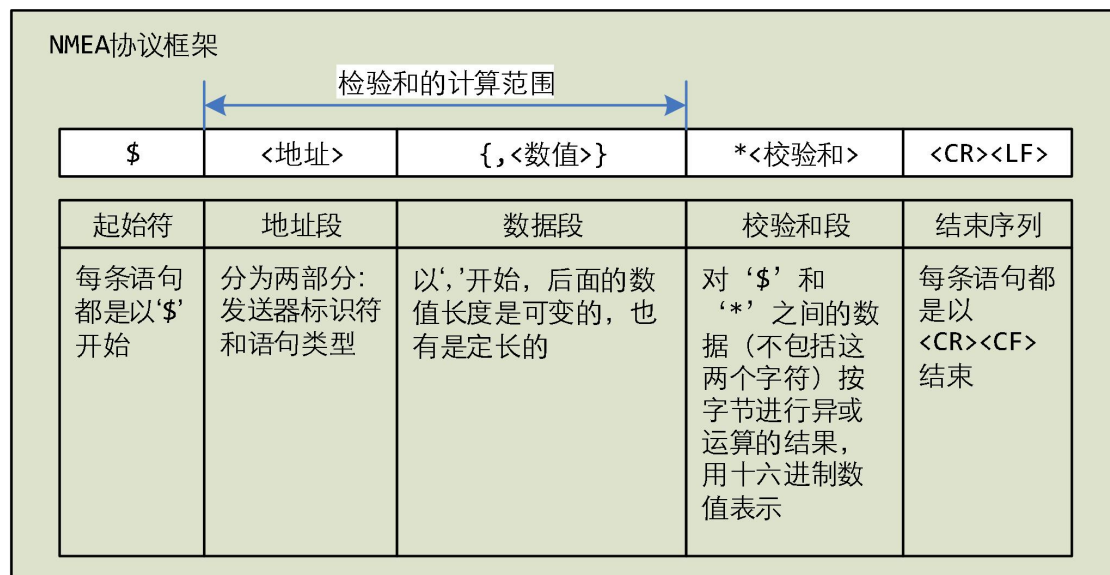 NMEA协议框架
检验和的计算范围
$ <地址> {,<数值>} *<校验和> <CR><LF>
起始符 地址段 数据段 校验和段 结束序列
每条语句
都是以‘$’
开始
分为两部分：
发送器标识符
和语句类型
以‘,’开始，后面的数
值长度是可变的，也
有是定长的
对‘$’和
‘*’之间的数
据（不包括这
两个字符）按
字节进行异或
运算的结果，
用十六进制数
值表示
每条语句都
是以
<CR><CF>
结束